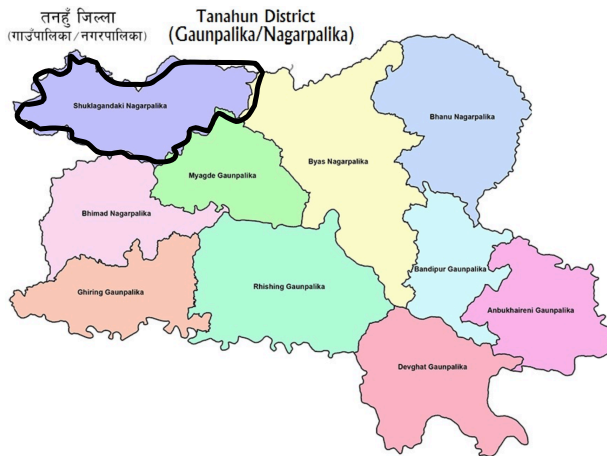 तनहुँ जिल्ला
(गाउँपालिका/नगरपालिका)
Tanahun District
(Gaunpalika/Nagarpalika)
Shuklagandaki Nagarpalika
Bhanu Nagarpalika
Byas Nagarpalika
Myagde Gaunpalika
Bhimad Nagarpalika
Bandipur Gaunpalika
Rhishing Gaunpalika
Ghiring Gaunpalika
Anbukhaireni Gaunpalika
Devghat Gaunpalika